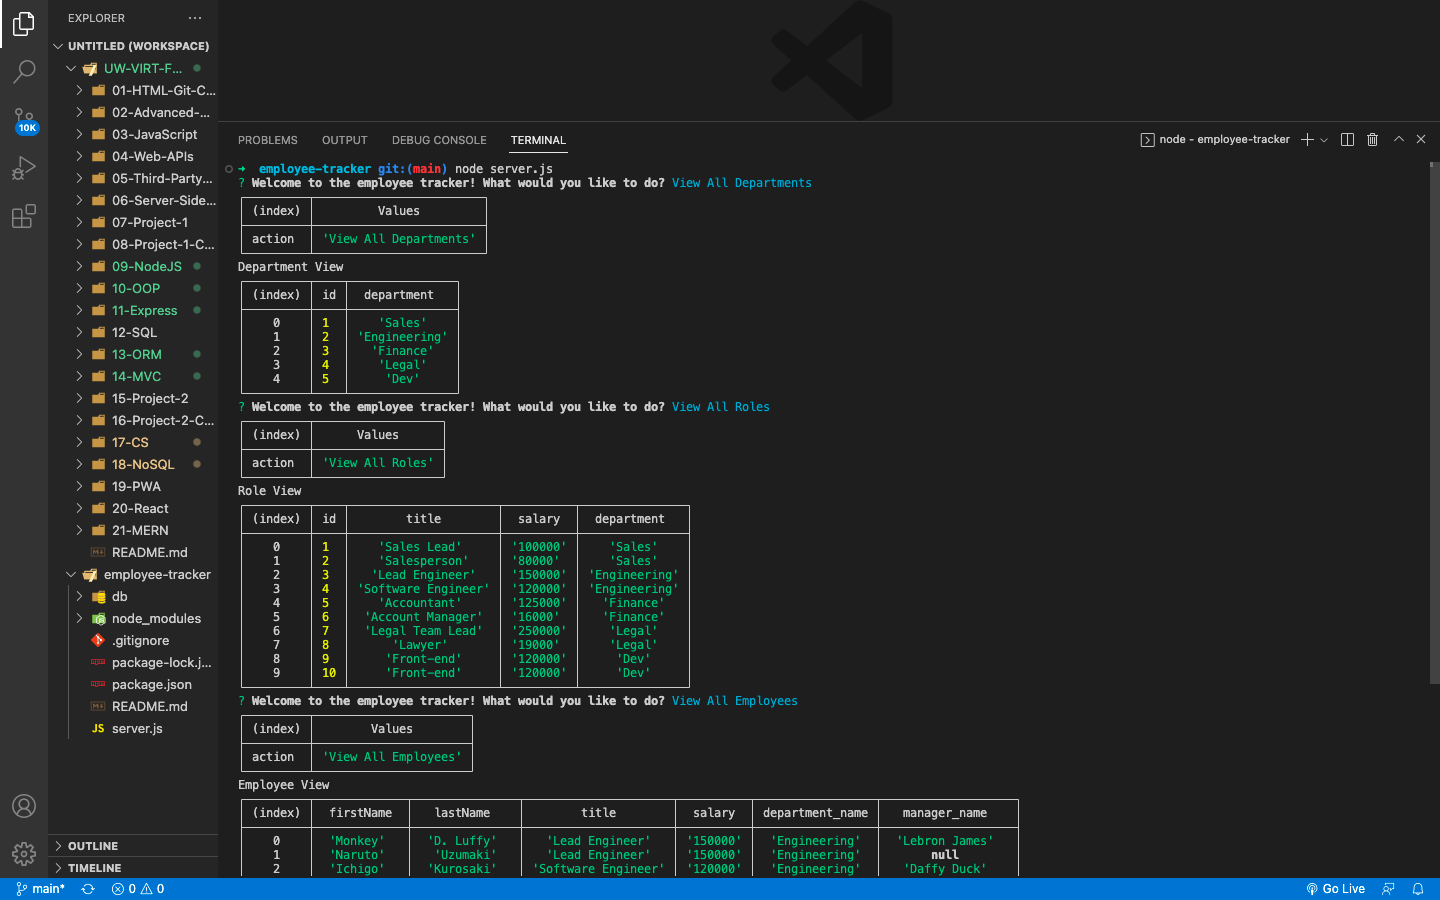 EXPLORER
UNTITLED (WORKSPACE)
UW-VIRT-F...
01-HTML-Git-C...
02-Advanced-...
03-JavaScript
04-Web-APIs
05-Third-Party...
06-Server-Side...
07-Project-1
08-Project-1-C...
09-NodeJS
10-OOP
11-Express
12-SQL
13-ORM
14-MVC
15-Project-2
16-Project-2-C...
17-CS
18-NoSQL
19-PWA
20-React
21-MERN
README.md
employee-tracker
db
node_modules
.gitignore
package-lock.j...
package.json
README.md
JS server.js
OUTLINE
TIMELINE
10K
PROBLEMS OUTPUT DEBUG CONSOLE TERMINAL
node - employee-tracker
➜ employee-tracker git:(main) node server.js
? Welcome to the employee tracker! What would you like to do? View All Departments
(index) Values
action 'View All Departments'
Department View
(index) id department
0 1 'Sales'
1 2 'Engineering'
2 3 'Finance'
3 4 'Legal'
4 5 'Dev'
? Welcome to the employee tracker! What would you like to do? View All Roles
(index) Values
action 'View All Roles'
Role View
(index) id title salary department
0 1 'Sales Lead' '100000' 'Sales'
1 2 'Salesperson' '80000' 'Sales'
2 3 'Lead Engineer' '150000' 'Engineering'
3 4 'Software Engineer' '120000' 'Engineering'
4 5 'Accountant' '125000' 'Finance'
5 6 'Account Manager' '16000' 'Finance'
6 7 'Legal Team Lead' '250000' 'Legal'
7 8 'Lawyer' '19000' 'Legal'
8 9 'Front-end' '120000' 'Dev'
9 10 'Front-end' '120000' 'Dev'
? Welcome to the employee tracker! What would you like to do? View All Employees
(index) Values
action 'View All Employees'
Employee View
(index) firstName lastName title salary department_name manager_name
0 'Monkey' 'D. Luffy' 'Lead Engineer' '150000' 'Engineering' 'Lebron James'
1 'Naruto' 'Uzumaki' 'Lead Engineer' '150000' 'Engineering' null
2 'Ichigo' 'Kurosaki' 'Software Engineer' '120000' 'Engineering' 'Daffy Duck'
main* 0 0
Go Live